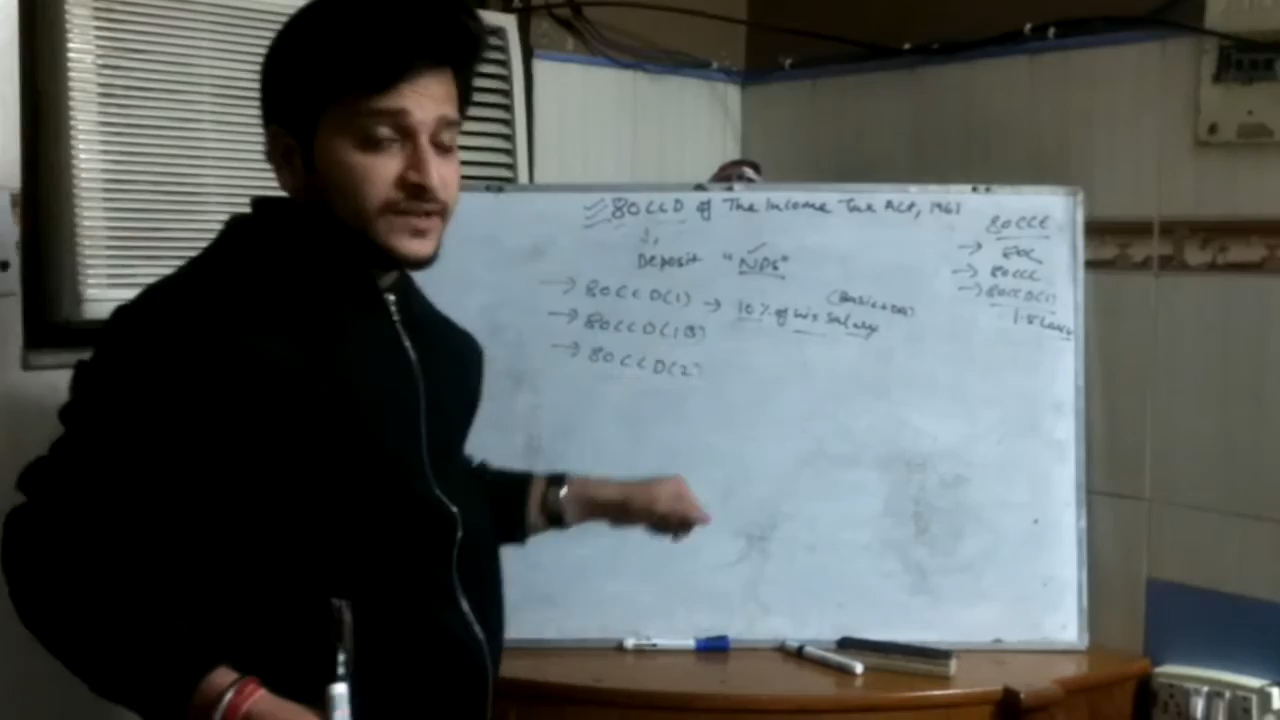 80CCD of The Income Tax Act, 1961
Deposit "NPS"
→ 80CCD(1) → 10% of his Salary
(Basic+DA)
→ 80CCD(1B)
→ 80CCD(2)
80CCE
→ 80C
→ 80CCC
→ 80CCD(1)
1.5 Lakh